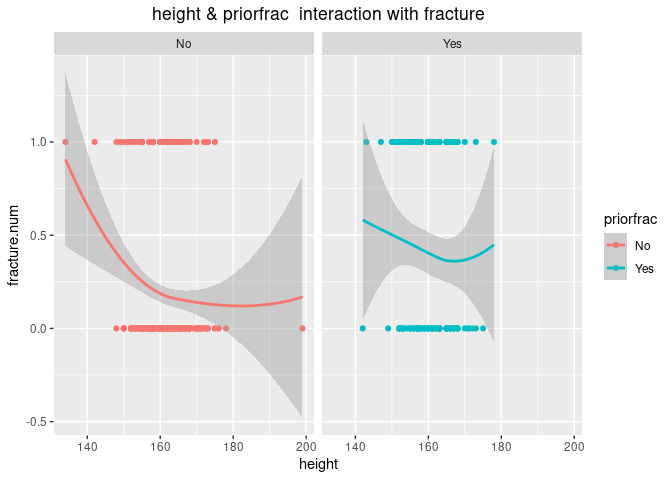 height & priorfrac  interaction with fracture
No
Yes
fracture.num
1.0
0.5
0.0
-0.5
140
160
180
200
140
160
180
200
height
priorfrac
No
Yes